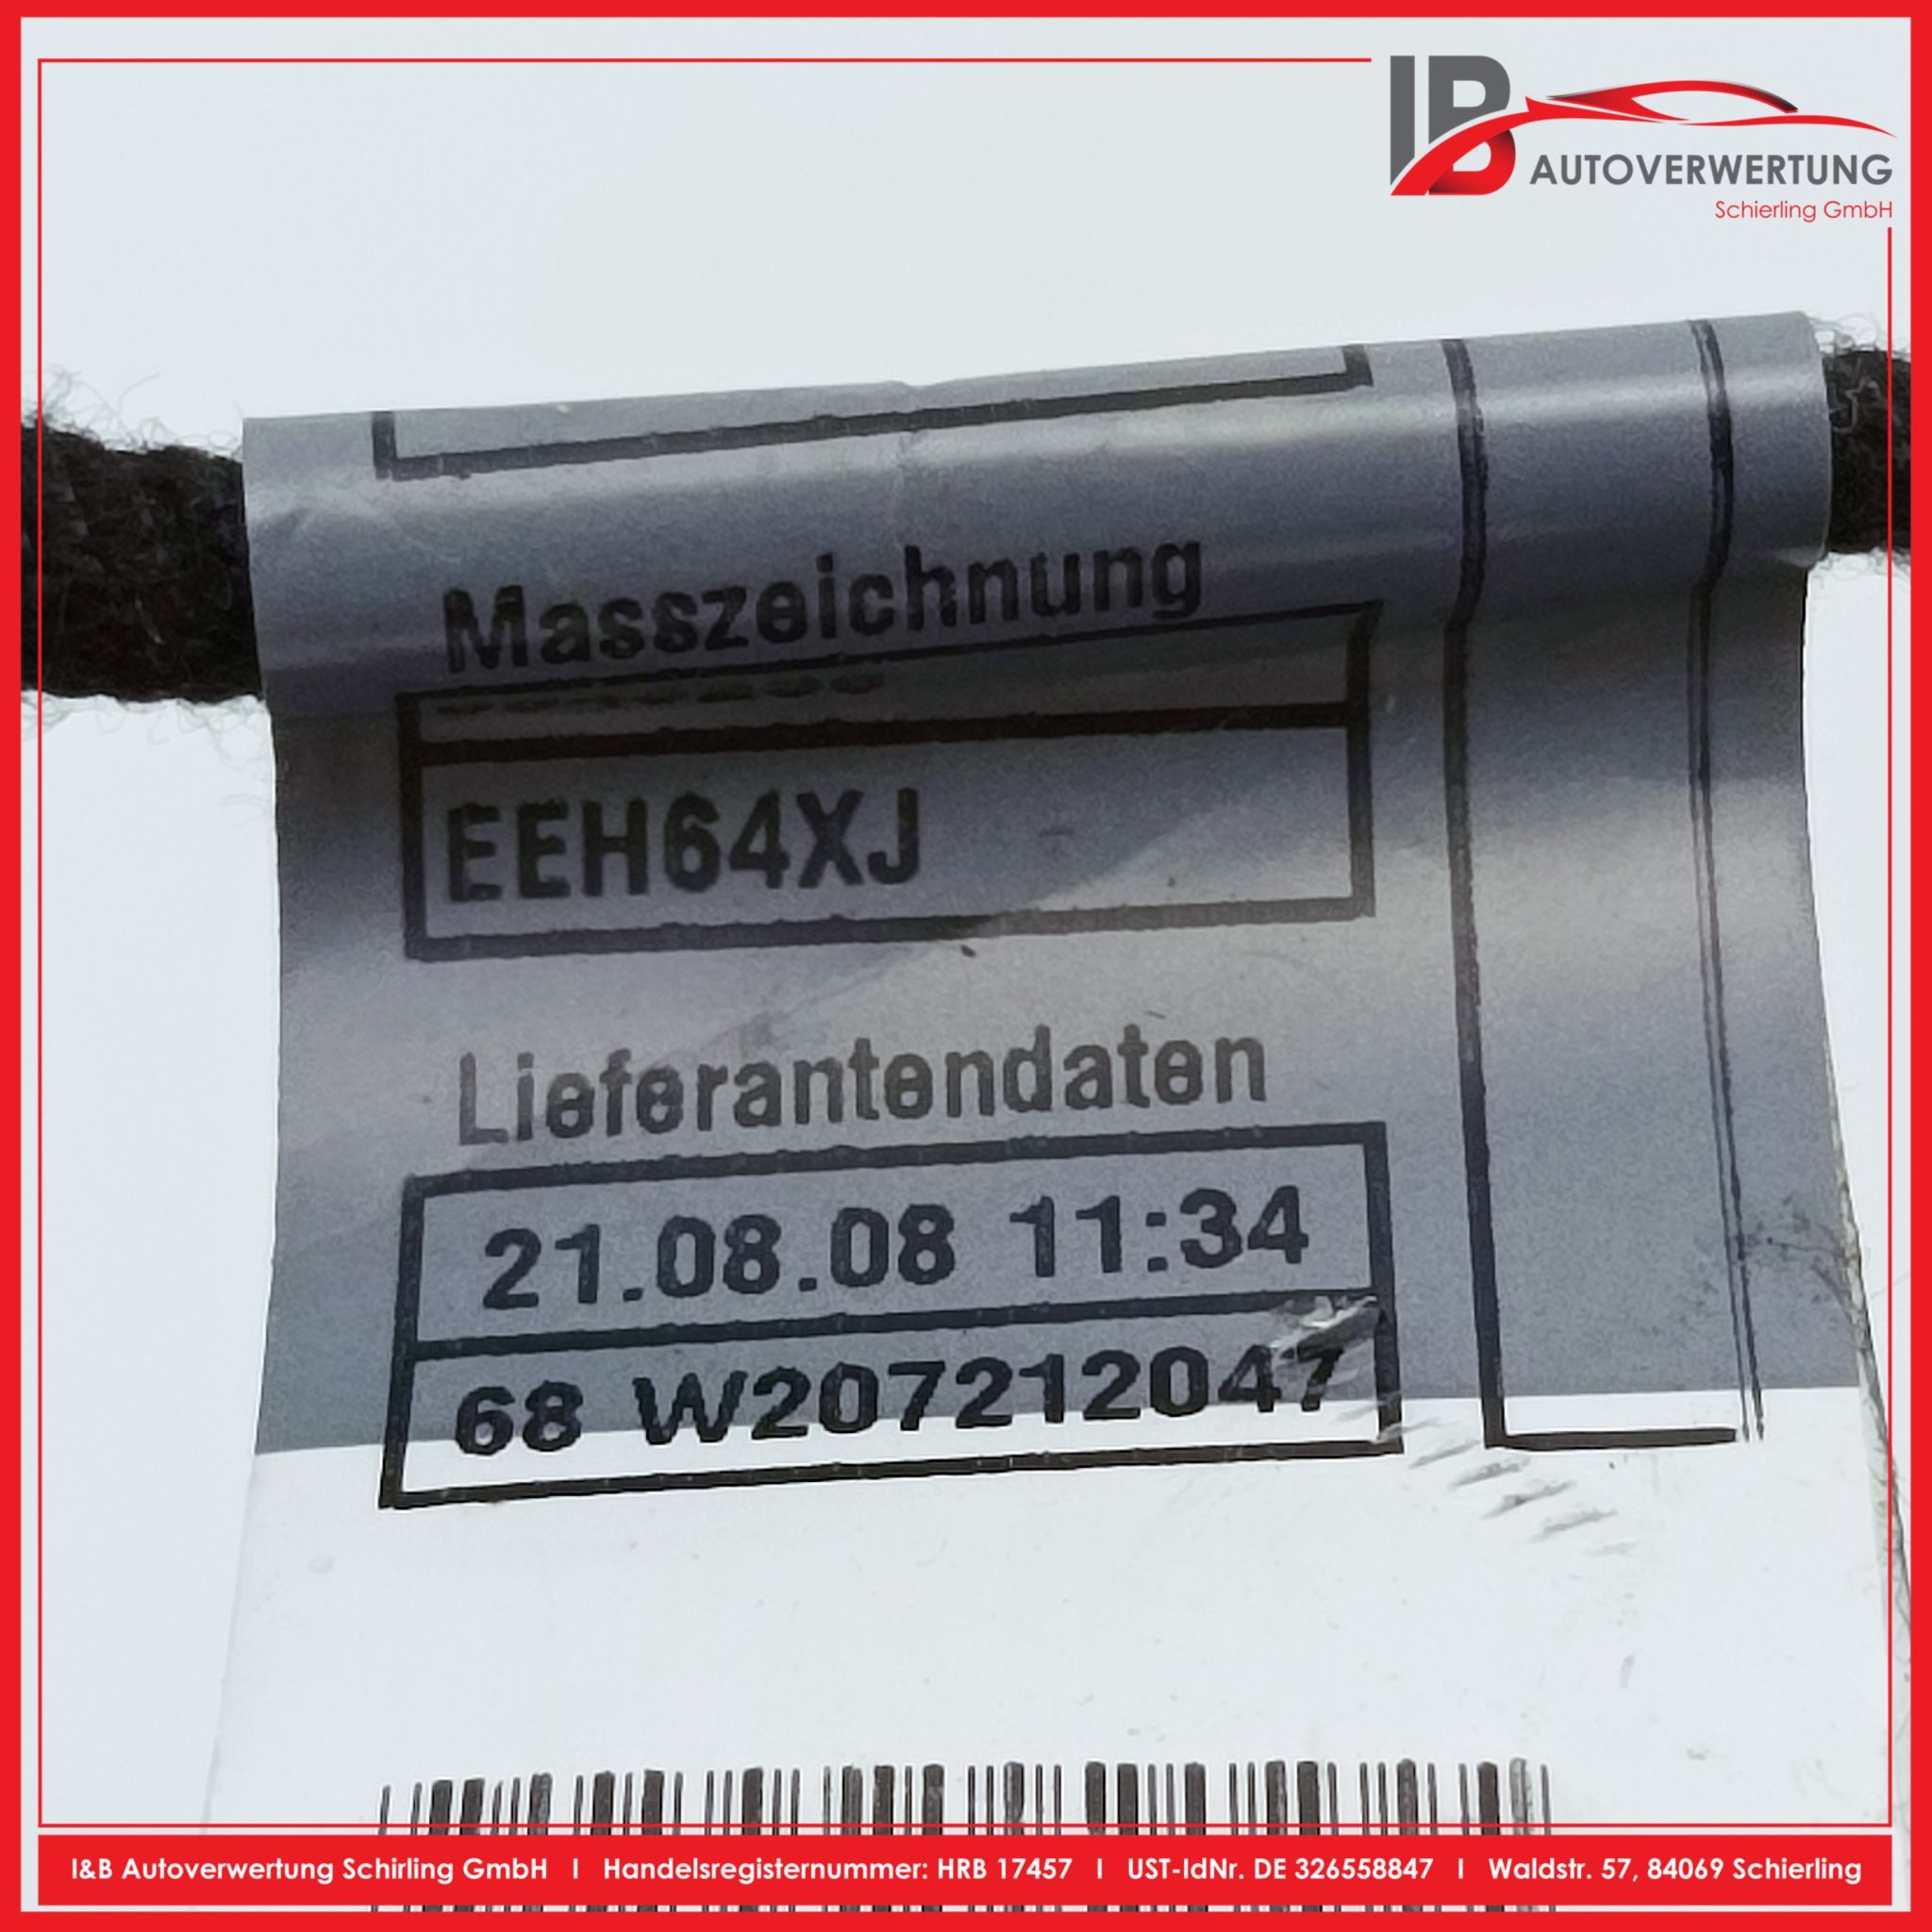 IB
AUTOVERWERTUNG
Schierling GmbH
Masszeichnung
EEH64XJ
Lieferantendaten
21.08.08 11:34
68 W207212047
I&B Autoverwertung Schirling GmbH I Handelsregisternummer: HRB 17457 I UST-IdNr. DE 326558847 I Waldstr. 57, 84069 Schierling